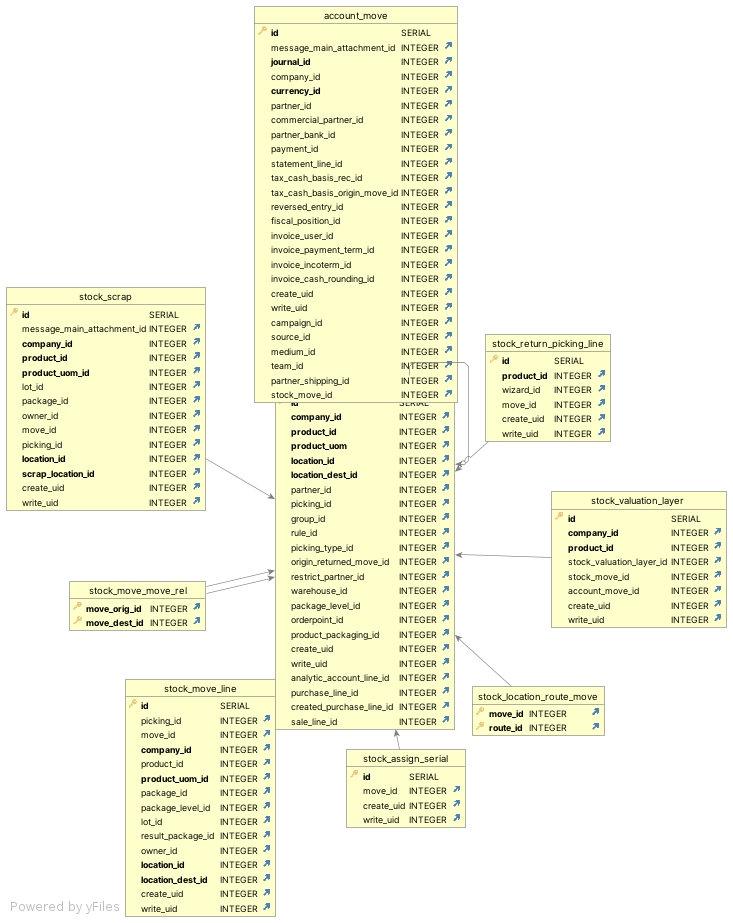 account_move
id SERIAL
message_main_attachment_id INTEGER
journal_id INTEGER
company_id INTEGER
currency_id INTEGER
partner_id INTEGER
commercial_partner_id INTEGER
partner_bank_id INTEGER
payment_id INTEGER
statement_line_id INTEGER
tax_cash_basis_rec_id INTEGER
tax_cash_basis_origin_move_id INTEGER
reversed_entry_id INTEGER
fiscal_position_id INTEGER
invoice_user_id INTEGER
invoice_payment_term_id INTEGER
invoice_incoterm_id INTEGER
invoice_cash_rounding_id INTEGER
create_uid INTEGER
write_uid INTEGER
campaign_id INTEGER
source_id INTEGER
medium_id INTEGER
team_id INTEGER
partner_shipping_id INTEGER
stock_move_id INTEGER
stock_scrap
id SERIAL
message_main_attachment_id INTEGER
company_id INTEGER
product_id INTEGER
product_uom_id INTEGER
lot_id INTEGER
package_id INTEGER
owner_id INTEGER
move_id INTEGER
picking_id INTEGER
location_id INTEGER
scrap_location_id INTEGER
create_uid INTEGER
write_uid INTEGER
stock_return_picking_line
id SERIAL
product_id INTEGER
wizard_id INTEGER
move_id INTEGER
create_uid INTEGER
write_uid INTEGER
id SERIAL
company_id INTEGER
product_id INTEGER
product_uom INTEGER
location_id INTEGER
location_dest_id INTEGER
partner_id INTEGER
picking_id INTEGER
group_id INTEGER
rule_id INTEGER
picking_type_id INTEGER
origin_returned_move_id INTEGER
restrict_partner_id INTEGER
warehouse_id INTEGER
package_level_id INTEGER
orderpoint_id INTEGER
product_packaging_id INTEGER
create_uid INTEGER
write_uid INTEGER
analytic_account_line_id INTEGER
purchase_line_id INTEGER
created_purchase_line_id INTEGER
sale_line_id INTEGER
stock_valuation_layer
id SERIAL
company_id INTEGER
product_id INTEGER
stock_valuation_layer_id INTEGER
stock_move_id INTEGER
account_move_id INTEGER
create_uid INTEGER
write_uid INTEGER
stock_move_move_rel
move_orig_id INTEGER
move_dest_id INTEGER
stock_move_line
id SERIAL
picking_id INTEGER
move_id INTEGER
company_id INTEGER
product_id INTEGER
product_uom_id INTEGER
package_id INTEGER
package_level_id INTEGER
lot_id INTEGER
result_package_id INTEGER
owner_id INTEGER
location_id INTEGER
location_dest_id INTEGER
create_uid INTEGER
write_uid INTEGER
stock_location_route_move
move_id INTEGER
route_id INTEGER
stock_assign_serial
id SERIAL
move_id INTEGER
create_uid INTEGER
write_uid INTEGER
Powered by yFiles